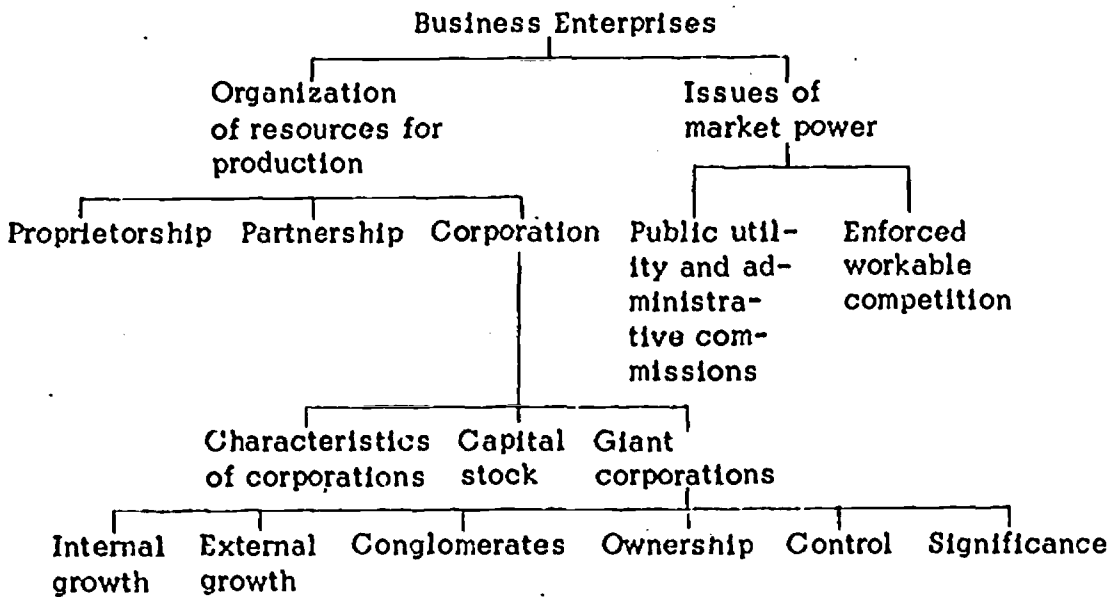 Business Enterprises
Organization
of resources for
production
Issues of
market power
Proprietorship
Partnership
Corporation
Public util-
ity and ad-
ministra-
tive com-
missions
Enforced
workable
competition
Characteristics
of corporations
Capital
stock
Giant
corporations
Internal
growth
External
growth
Conglomerates
Ownership
Control
Significance